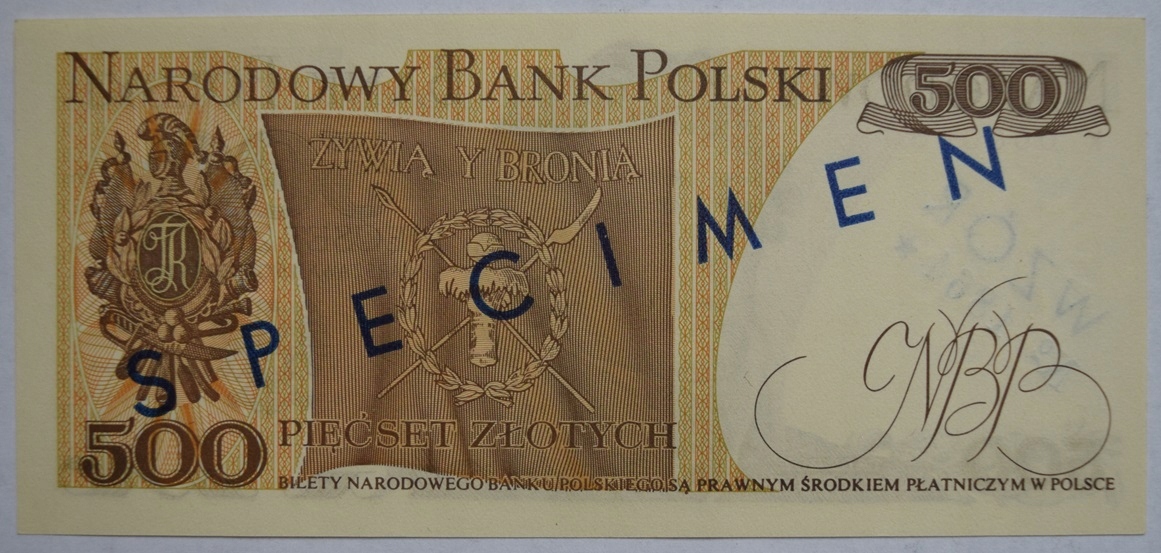 NARODOWY BANK POLSKI
500
ŻYWIĄ Y BRONIĄ
TK
SPECIMEN
NBP
500
PIĘĆSET ZŁOTYCH
BILETY NARODOWEGO BANKU POLSKIEGO SĄ PRAWNYM ŚRODKIEM PŁATNICZYM W POLSCE